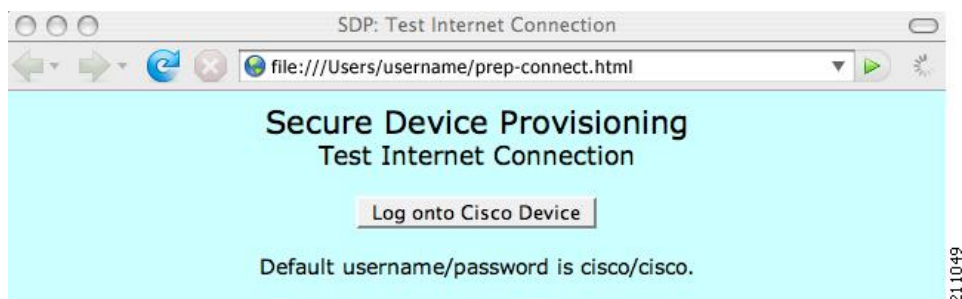 SDP: Test Internet Connection
file:///Users/username/prep-connect.html
Secure Device Provisioning
Test Internet Connection
Log onto Cisco Device
Default username/password is cisco/cisco.
211049